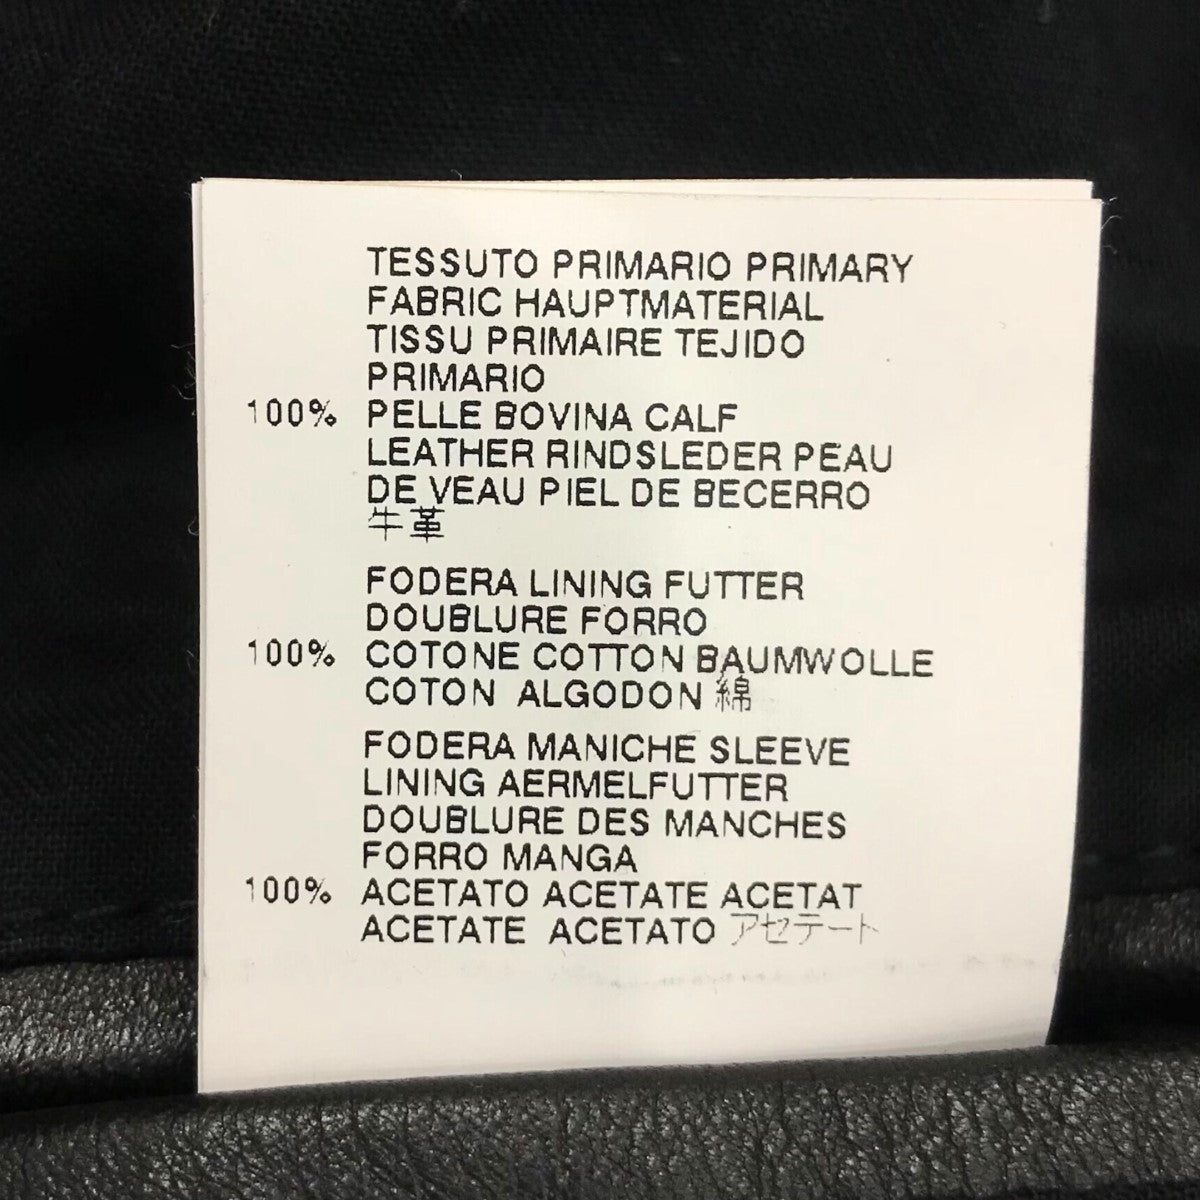 TESSUTO PRIMARIO PRIMARY
FABRIC HAUPTMATERIAL
TISSU PRIMAIRE TEJIDO
PRIMARIO
100% PELLE BOVINA CALF
LEATHER RINDSLEDER PEAU
DE VEAU PIEL DE BECERRO
牛革
FODERA LINING FUTTER
DOUBLURE FORRO
100% COTONE COTTON BAUMWOLLE
COTON ALGODON 綿
FODERA MANICHE SLEEVE
LINING AERMELFUTTER
DOUBLURE DES MANCHES
FORRO MANGA
100% ACETATO ACETATE ACETAT
ACETATE ACETATO アセテート